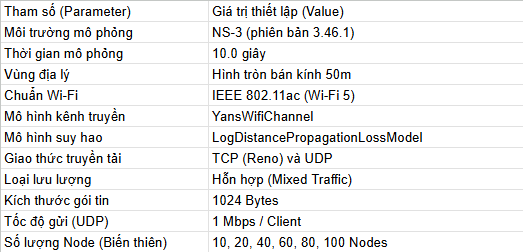 Tham số (Parameter) Giá trị thiết lập (Value)
Môi trường mô phỏng NS-3 (phiên bản 3.46.1)
Thời gian mô phỏng 10.0 giây
Vùng địa lý Hình tròn bán kính 50m
Chuẩn Wi-Fi IEEE 802.11ac (Wi-Fi 5)
Mô hình kênh truyền YansWifiChannel
Mô hình suy hao LogDistancePropagationLossModel
Giao thức truyền tải TCP (Reno) và UDP
Loại lưu lượng Hỗn hợp (Mixed Traffic)
Kích thước gói tin 1024 Bytes
Tốc độ gửi (UDP) 1 Mbps / Client
Số lượng Node (Biến thiên) 10, 20, 40, 60, 80, 100 Nodes